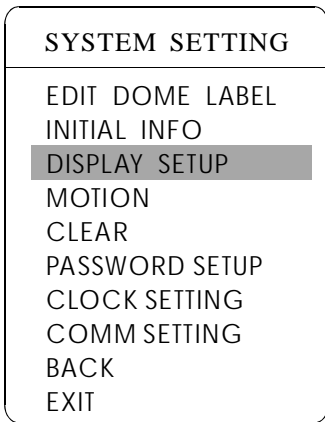 SYSTEM SETTING
EDIT DOME LABEL
INITIAL INFO
DISPLAY SETUP
MOTION
CLEAR
PASSWORD SETUP
CLOCK SETTING
COMM SETTING
BACK
EXIT